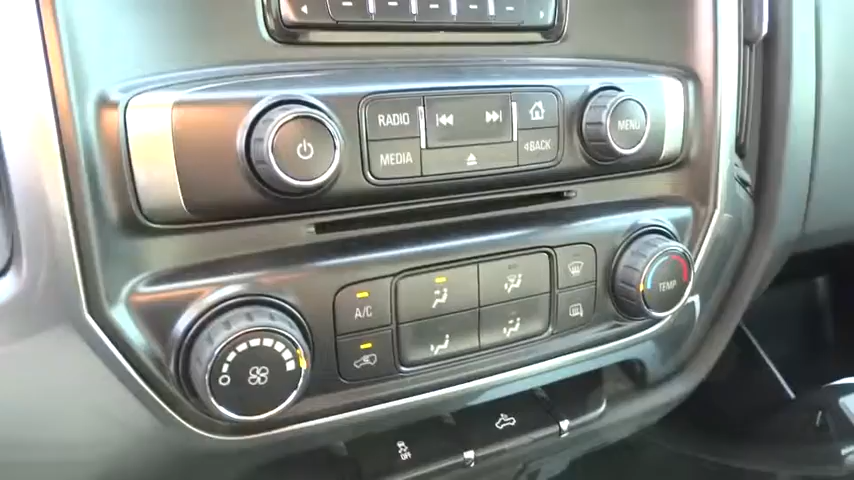 RADIO
MENU
MEDIA
BACK
A/C
TEMP
OFF